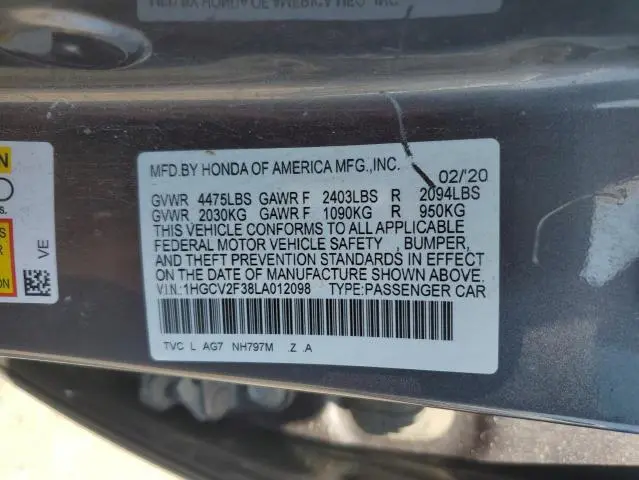 MFD.BY HONDA OF AMERICA MFG.,INC. 02/'20
GVWR 4475LBS GAWR F 2403LBS R 2094LBS
GVWR 2030KG GAWR F 1090KG R 950KG
THIS VEHICLE CONFORMS TO ALL APPLICABLE
FEDERAL MOTOR VEHICLE SAFETY , BUMPER,
AND THEFT PREVENTION STANDARDS IN EFFECT
ON THE DATE OF MANUFACTURE SHOWN ABOVE.
V.I.N.:1HGCV2F38LA012098 TYPE:PASSENGER CAR
TVC L AG7 NH797M .Z .A
VE